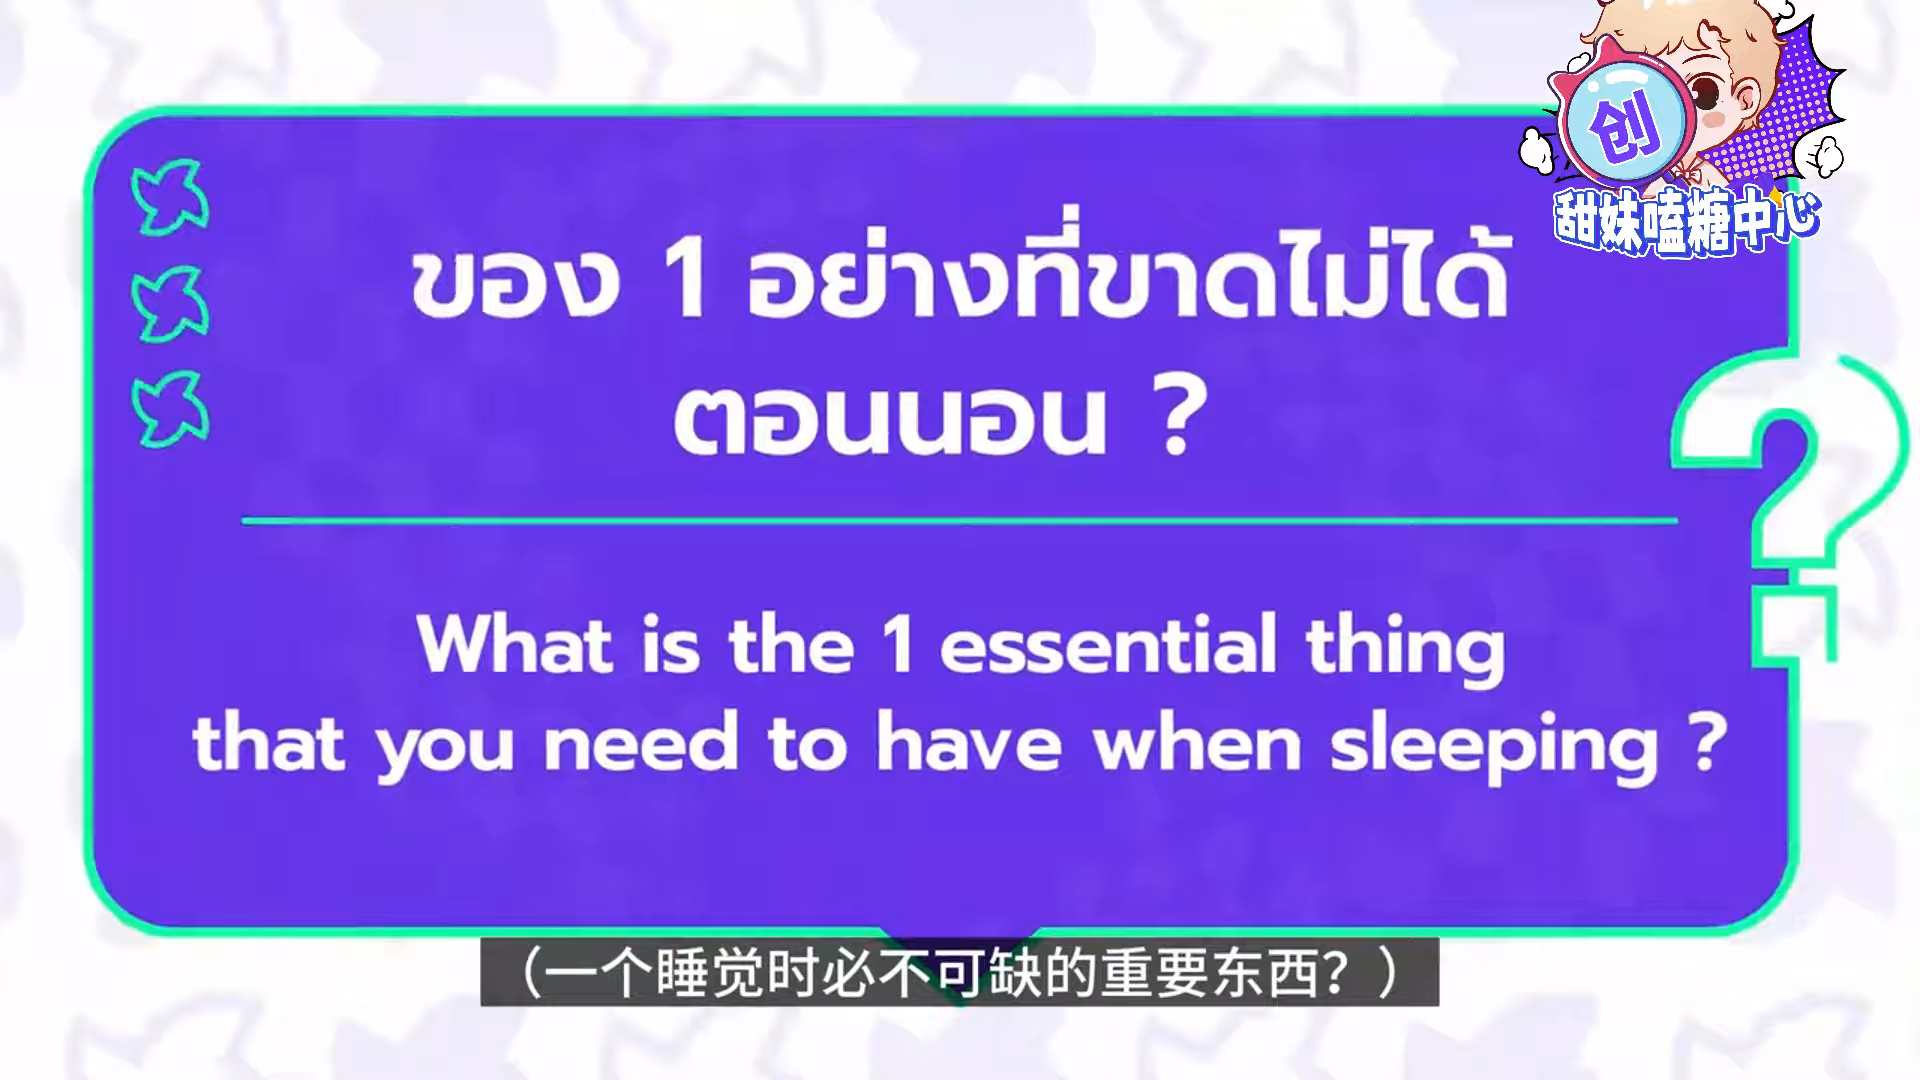 创
甜妹嗑糖中心
ของ 1 อย่างที่ขาดไม่ได้
ตอนนอน ?
What is the 1 essential thing
that you need to have when sleeping ?
（一个睡觉时必不可缺的重要东西？）